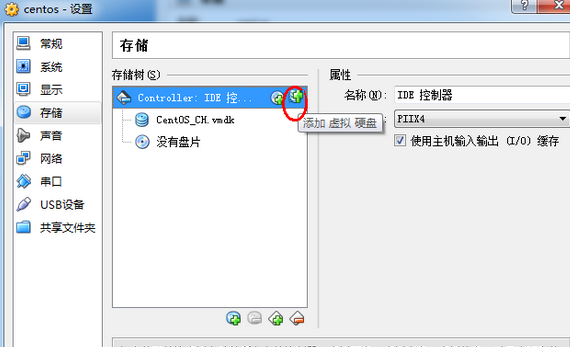 centos - 设置
常规
系统
显示
存储
声音
网络
串口
USB设备
共享文件夹
存储
存储树(S)
Controller: IDE 控...
CentOS_CH.vmdk
没有盘片
添加 虚拟 硬盘
属性
名称(N): IDE 控制器
PIIX4
使用主机输入输出 (I/O) 缓存